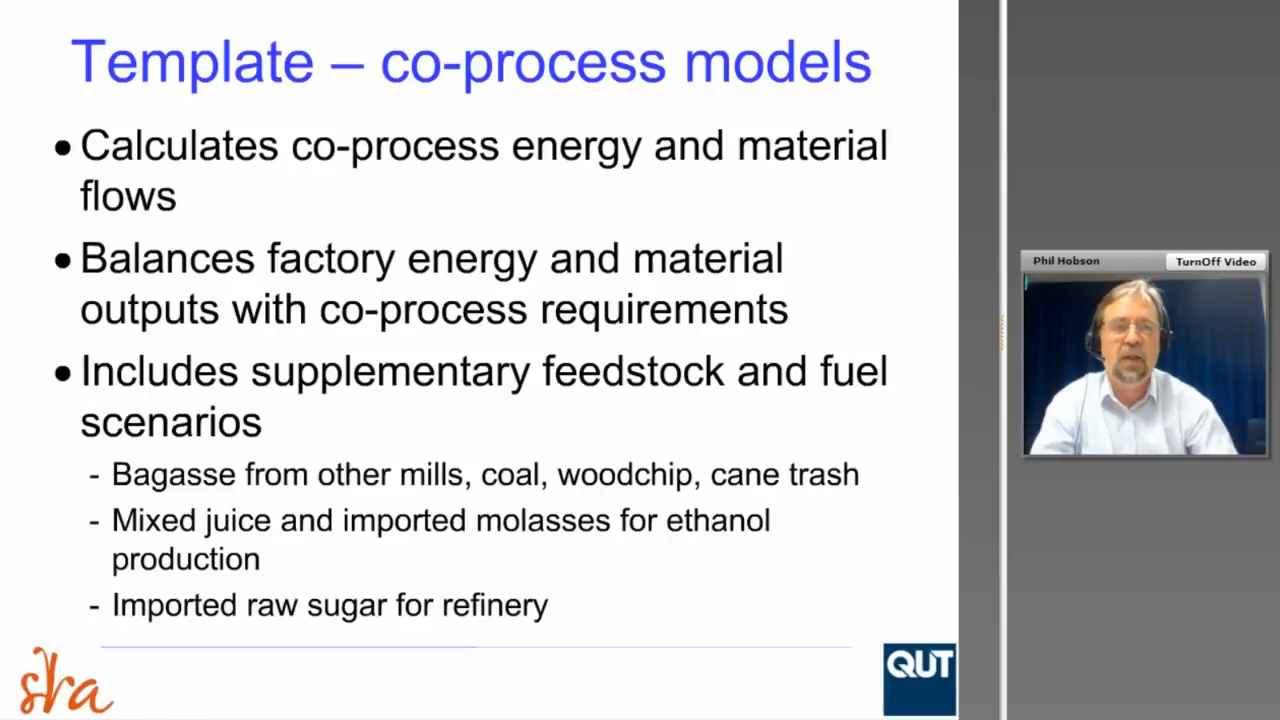 Template – co-process models
• Calculates co-process energy and material
flows
• Balances factory energy and material
outputs with co-process requirements
• Includes supplementary feedstock and fuel
scenarios
- Bagasse from other mills, coal, woodchip, cane trash
- Mixed juice and imported molasses for ethanol
production
- Imported raw sugar for refinery
sra
QUT
Phil Hobson
TurnOff Video